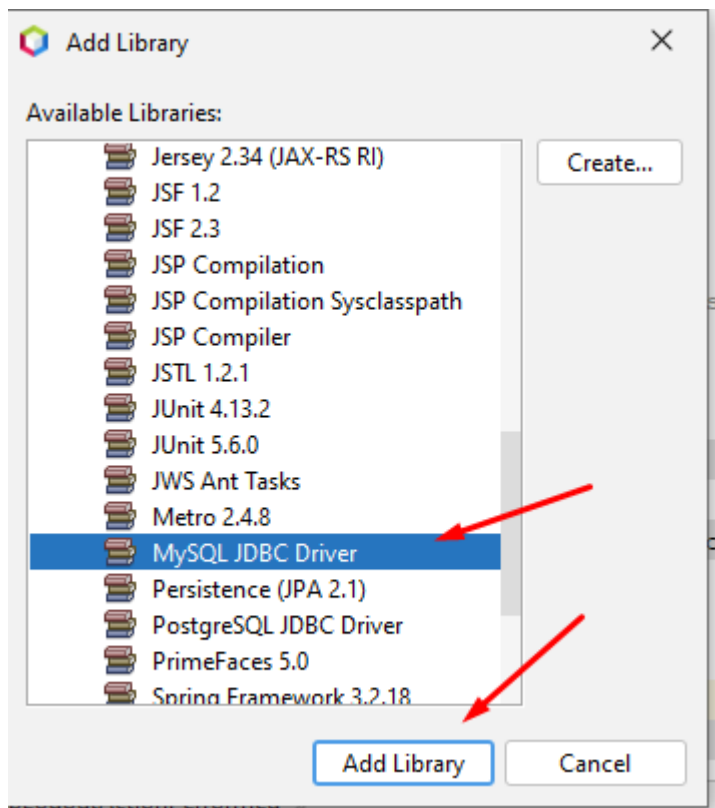 Add Library
Available Libraries:
Jersey 2.34 (JAX-RS RI)
Create...
JSF 1.2
JSF 2.3
JSP Compilation
JSP Compilation Sysclasspath
JSP Compiler
JSTL 1.2.1
JUnit 4.13.2
JUnit 5.6.0
JWS Ant Tasks
Metro 2.4.8
MySQL JDBC Driver
Persistence (JPA 2.1)
PostgreSQL JDBC Driver
PrimeFaces 5.0
Spring Framework 3.2.18
Add Library
Cancel